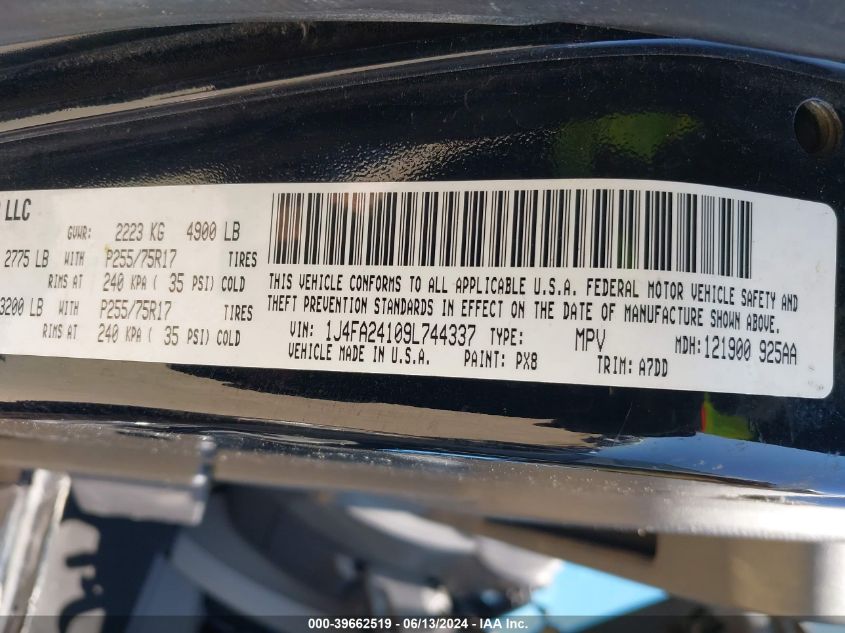 LLC
GVWR: 2223 KG 4900 LB
2775 LB WITH P255/75R17 TIRES
RIMS AT 240 KPA ( 35 PSI) COLD
3200 LB WITH P255/75R17 TIRES
RIMS AT 240 KPA ( 35 PSI) COLD
THIS VEHICLE CONFORMS TO ALL APPLICABLE U.S.A. FEDERAL MOTOR VEHICLE SAFETY AND
THEFT PREVENTION STANDARDS IN EFFECT ON THE DATE OF MANUFACTURE SHOWN ABOVE.
VIN: 1J4FA24109L744337 TYPE: MPV MDH: 121900 925AA
VEHICLE MADE IN U.S.A. PAINT: PX8 TRIM: A7DD
000-39662519 - 06/13/2024 - IAA Inc.